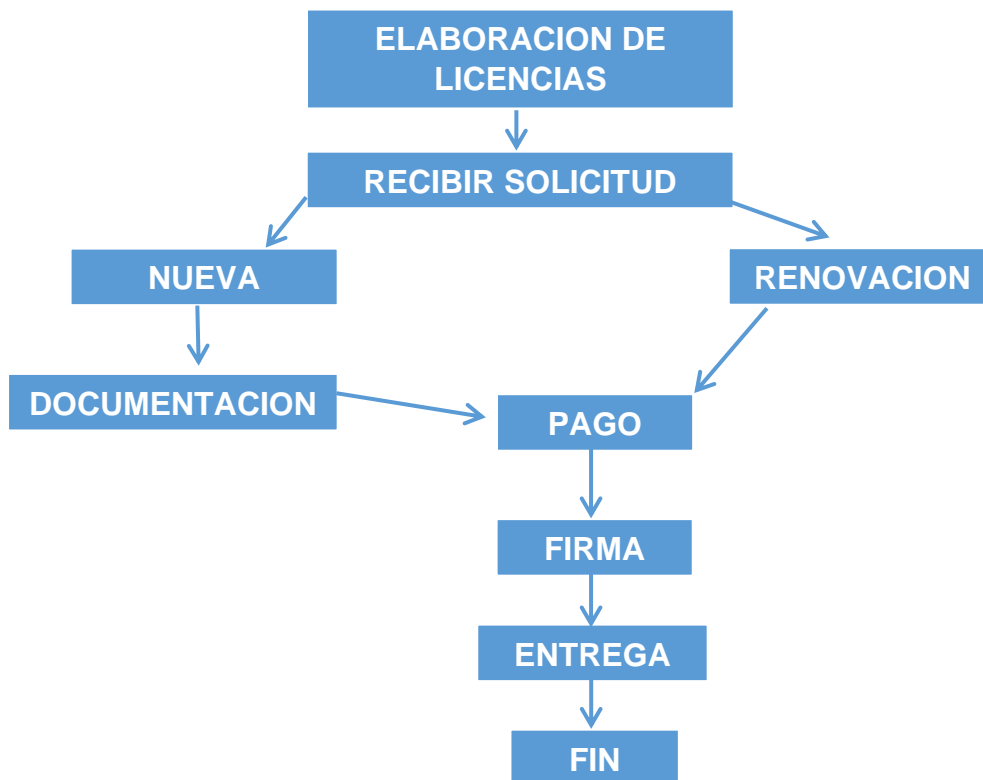 ELABORACION DE
LICENCIAS
RECIBIR SOLICITUD
NUEVA
RENOVACION
DOCUMENTACION
PAGO
FIRMA
ENTREGA
FIN